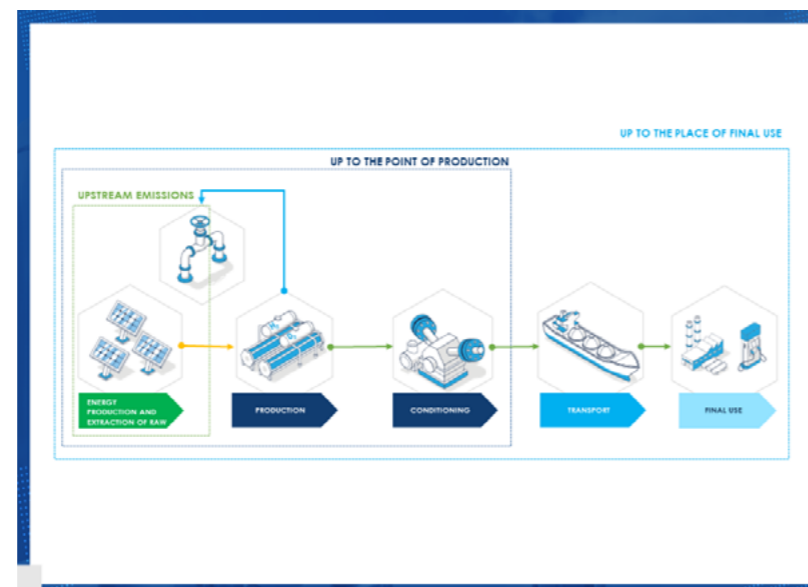 UP TO THE PLACE OF FINAL USE
UP TO THE POINT OF PRODUCTION
UPSTREAM EMISSIONS
ENERGY
PRODUCTION AND
EXTRACTION OF RAW
PRODUCTION
CONDITIONING
TRANSPORT
FINAL USE